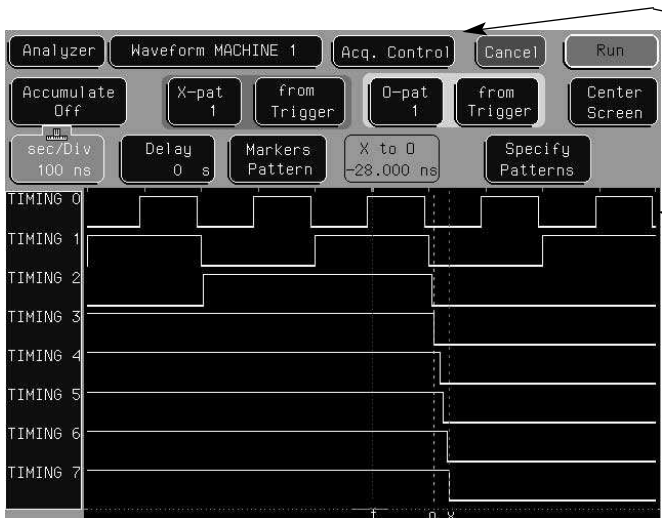 Analyzer Waveform MACHINE 1 Acq. Control Cancel Run
Accumulate Off
X-pat 1
from Trigger
O-pat 1
from Trigger
Center Screen
sec/Div 100 ns
Delay 0 s
Markers Pattern
X to O -28.000 ns
Specify Patterns
TIMING 0
TIMING 1
TIMING 2
TIMING 3
TIMING 4
TIMING 5
TIMING 6
TIMING 7
t o x